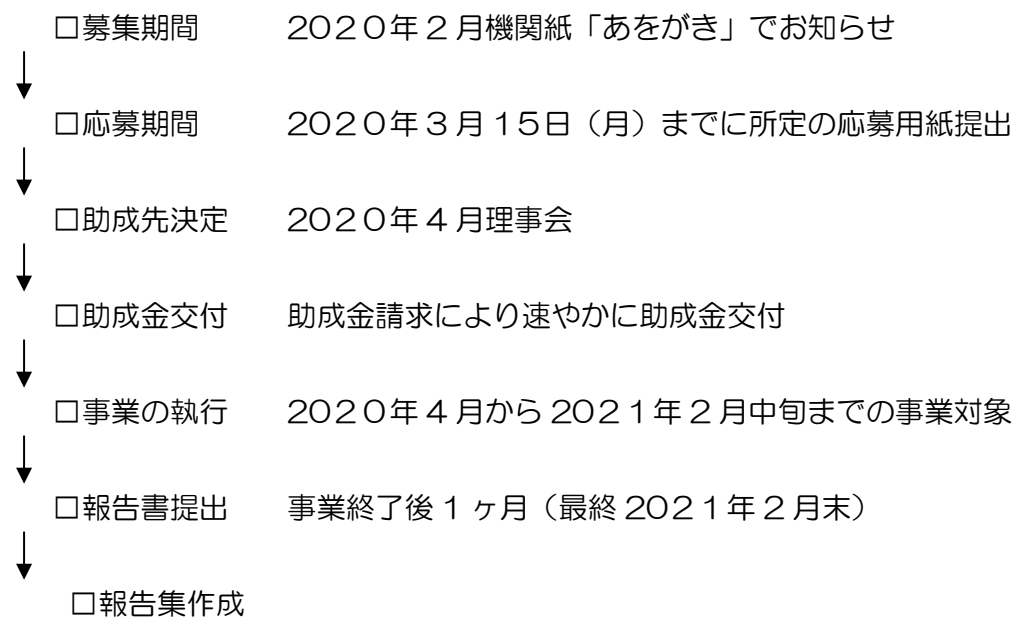 □募集期間　　２０２０年２月機関紙「あをがき」でお知らせ
□応募期間　　２０２０年３月１５日（月）までに所定の応募用紙提出
□助成先決定　　２０２０年４月理事会
□助成金交付　　助成金請求により速やかに助成金交付
□事業の執行　　２０２０年４月から２０２１年２月中旬までの事業対象
□報告書提出　　事業終了後１ヶ月（最終２０２１年２月末）
□報告集作成